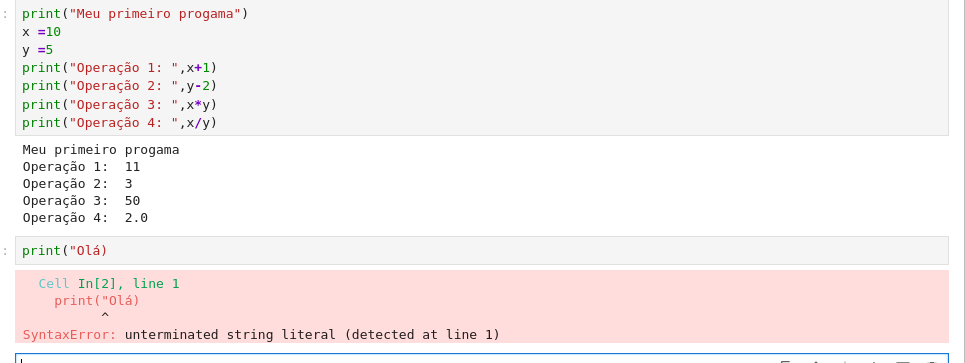 : print("Meu primeiro progama")
x =10
y =5
print("Operação 1: ",x+1)
print("Operação 2: ",y-2)
print("Operação 3: ",x*y)
print("Operação 4: ",x/y)
Meu primeiro progama
Operação 1:  11
Operação 2:  3
Operação 3:  50
Operação 4:  2.0
: print("Olá)
Cell In[2], line 1
print("Olá)
^
SyntaxError: unterminated string literal (detected at line 1)